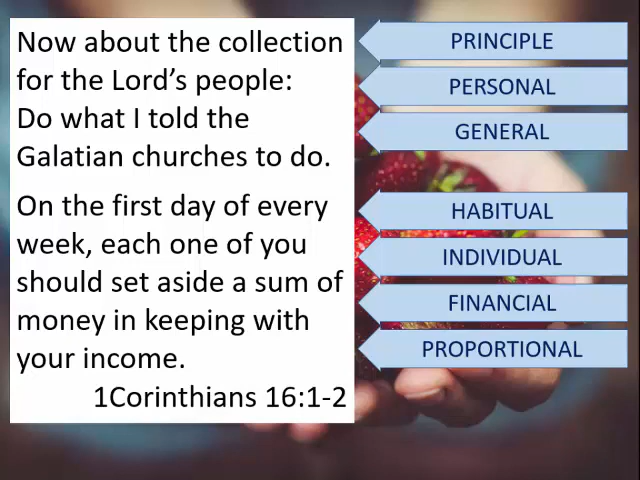 Now about the collection
for the Lord's people:
Do what I told the
Galatian churches to do.
On the first day of every
week, each one of you
should set aside a sum of
money in keeping with
your income.
1Corinthians 16:1-2
PRINCIPLE
PERSONAL
GENERAL
HABITUAL
INDIVIDUAL
FINANCIAL
PROPORTIONAL